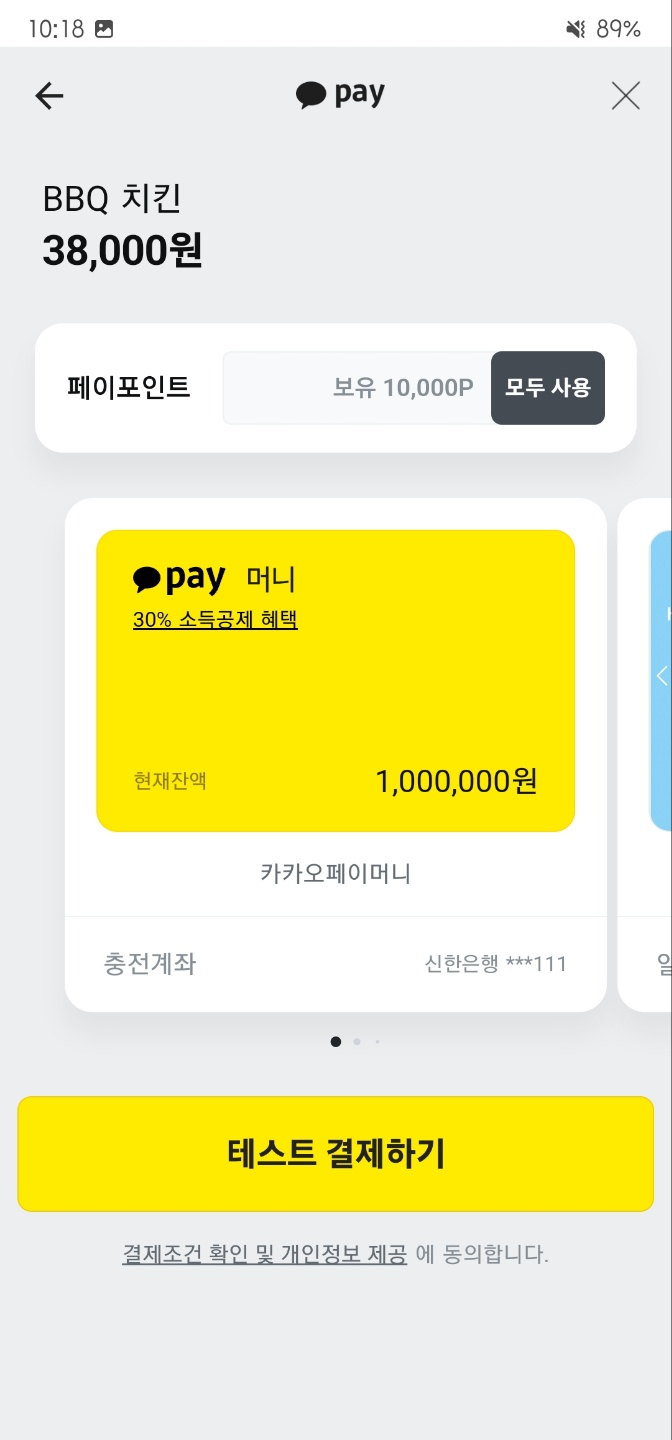 10:18
89%
pay
BBQ 치킨
38,000원
페이포인트
보유 10,000P
모두 사용
pay 머니
30% 소득공제 혜택
현재잔액
1,000,000원
카카오페이머니
충전계좌
신한은행 ***111
테스트 결제하기
결제조건 확인 및 개인정보 제공 에 동의합니다.